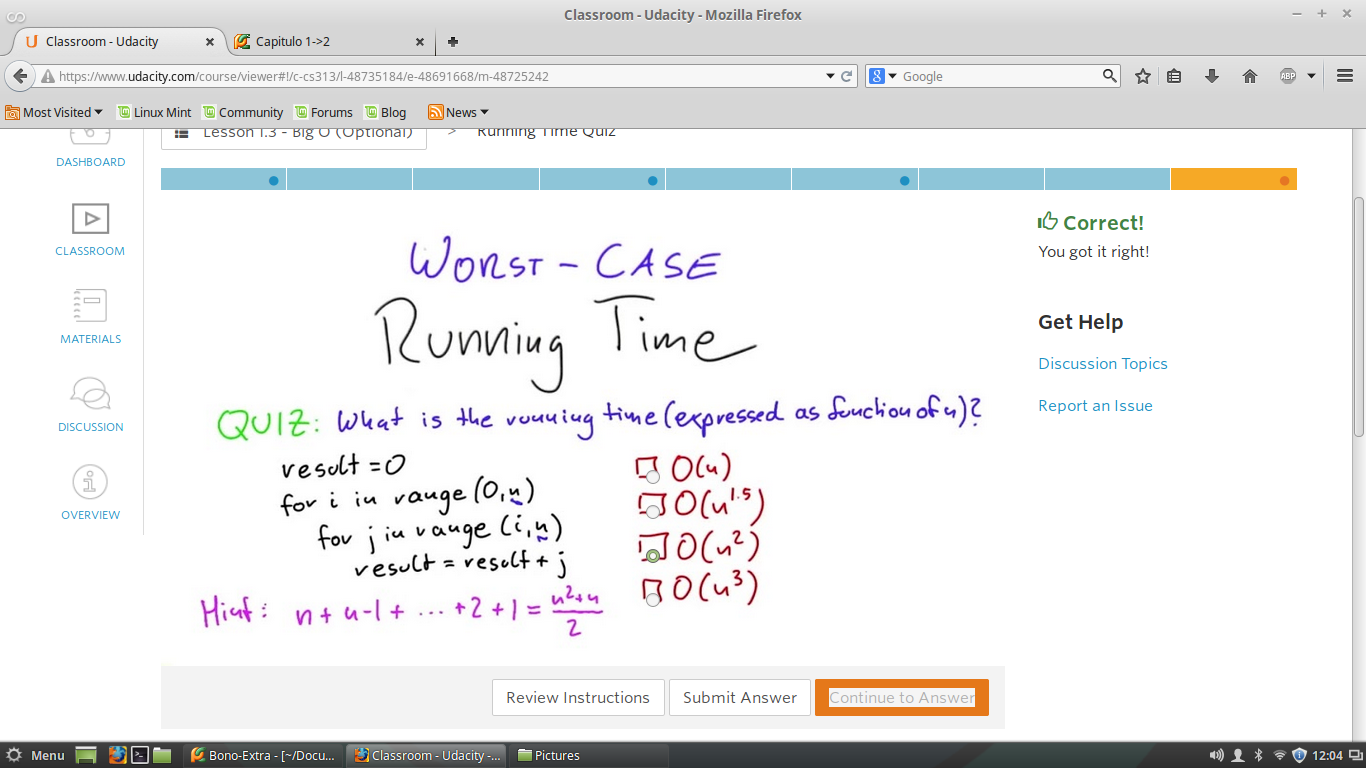 Classroom - Udacity - Mozilla Firefox
Classroom - Udacity
Capitulo 1->2
https://www.udacity.com/course/viewer#!/c-cs313/l-48735184/e-48691668/m-48725242
Google
ABP
Most Visited
Linux Mint
Community
Forums
Blog
News
Lesson 1.3 - Big O (Optional) > Running Time Quiz
DASHBOARD
CLASSROOM
MATERIALS
DISCUSSION
OVERVIEW
WORST - CASE
Running Time
QUIZ: What is the running time (expressed as function of n)?
result = 0
for i in range (0, n)
for j in range (i, n)
result = result + j
Hint: n + n-1 + ... + 2 + 1 = n²+n / 2
O(n)
O(n^1.5)
O(n²)
O(n³)
Correct!
You got it right!
Get Help
Discussion Topics
Report an Issue
Review Instructions
Submit Answer
Continue to Answer
Menu
Bono-Extra - [~/Docu...
Classroom - Udacity -...
Pictures
12:04